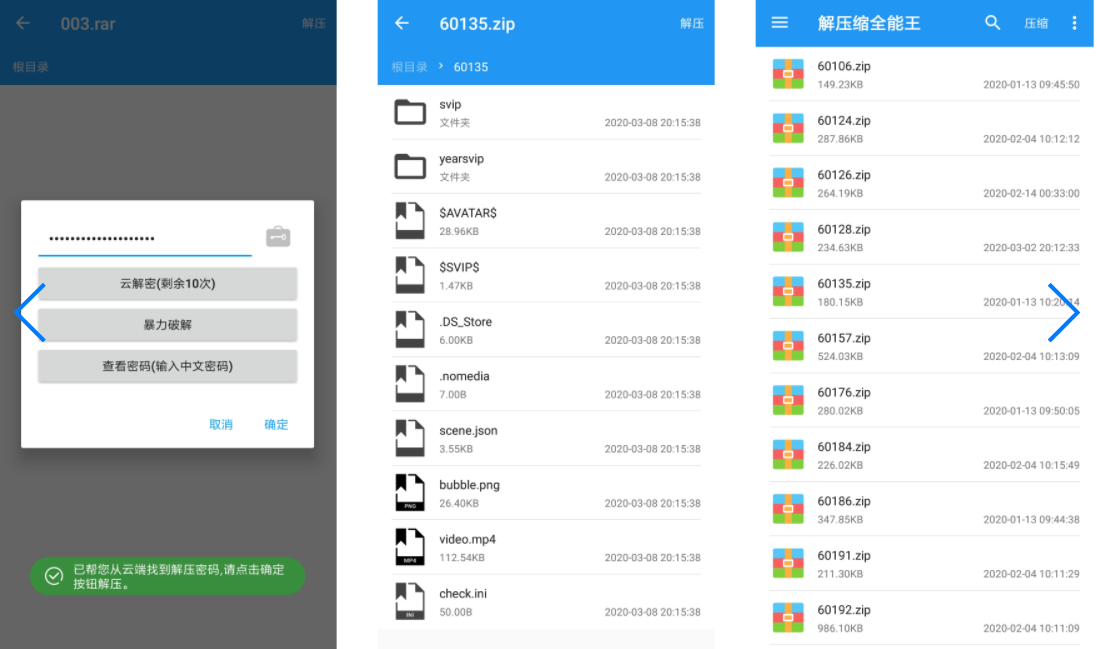 003.rar
解压
根目录
••••••••••••••••••••
云解密(剩余10次)
暴力破解
查看密码(输入中文密码)
取消
确定
已帮您从云端找到解压密码,请点击确定
按钮解压。
60135.zip
解压
根目录 > 60135
svip
文件夹
2020-03-08 20:15:38
yearsvip
文件夹
2020-03-08 20:15:38
$AVATAR$
28.96KB
2020-03-08 20:15:38
$SVIP$
1.47KB
2020-03-08 20:15:38
.DS_Store
6.00KB
2020-03-08 20:15:38
.nomedia
7.00B
2020-03-08 20:15:38
scene.json
3.55KB
2020-03-08 20:15:38
PNG
bubble.png
26.40KB
2020-03-08 20:15:38
MP4
video.mp4
112.54KB
2020-03-08 20:15:38
INI
check.ini
50.00B
2020-03-08 20:15:38
解压缩全能王
压缩
60106.zip
149.23KB
2020-01-13 09:45:50
60124.zip
287.86KB
2020-02-04 10:12:12
60126.zip
264.19KB
2020-02-14 00:33:00
60128.zip
234.63KB
2020-03-02 20:12:33
60135.zip
180.15KB
2020-01-13 10:20:14
60157.zip
524.03KB
2020-02-04 10:13:09
60176.zip
280.02KB
2020-01-13 09:50:05
60184.zip
226.02KB
2020-02-04 10:15:49
60186.zip
347.85KB
2020-01-13 09:44:38
60191.zip
211.30KB
2020-02-04 10:11:29
60192.zip
986.10KB
2020-02-04 10:11:09